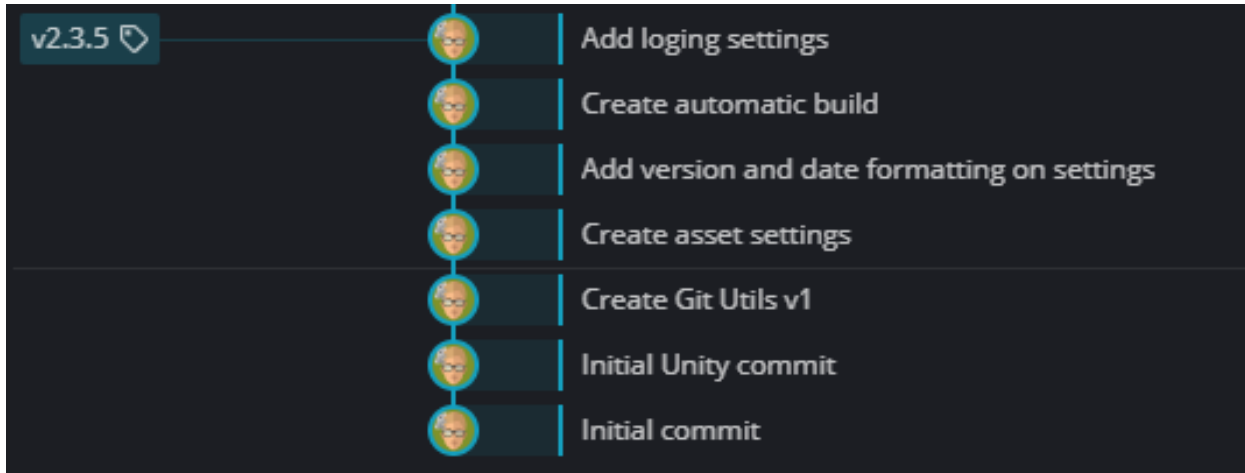 v2.3.5 Add loging settings
Create automatic build
Add version and date formatting on settings
Create asset settings
Create Git Utils v1
Initial Unity commit
Initial commit